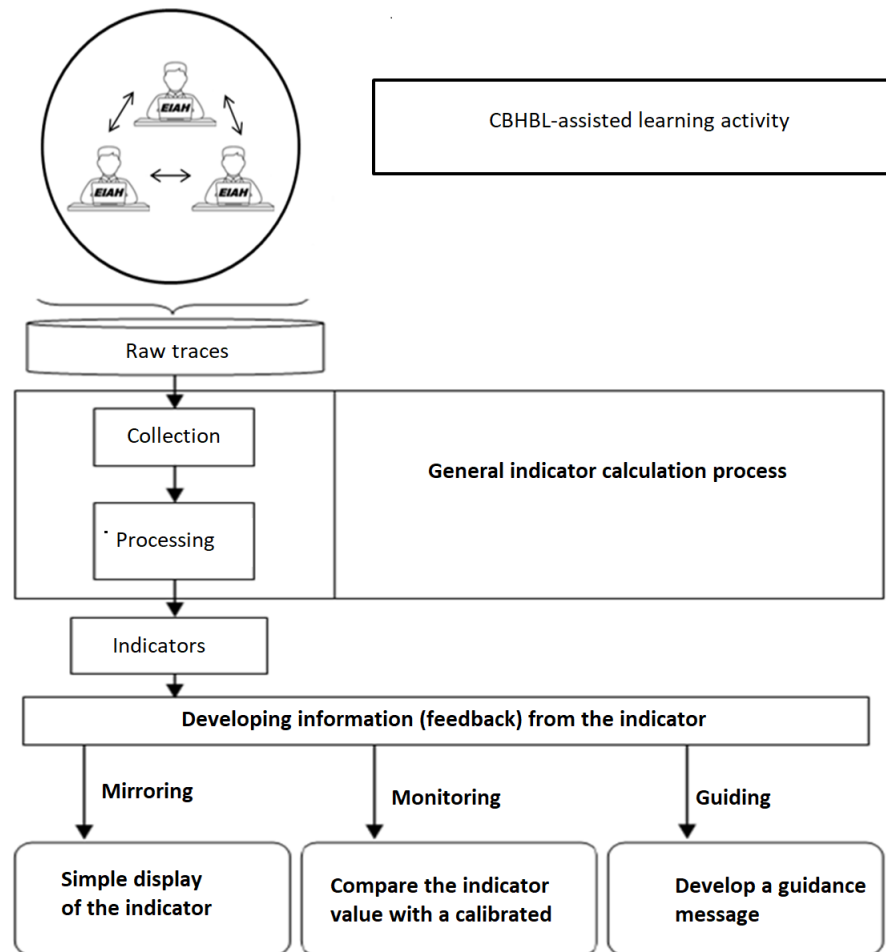 EIAH
CBHBL-assisted learning activity
EIAH
EIAH
Raw traces
Collection
General indicator calculation process
Processing
Indicators
Developing information (feedback) from the indicator
Mirroring
Monitoring
Guiding
Simple display
of the indicator
Compare the indicator
value with a calibrated
Develop a guidance
message